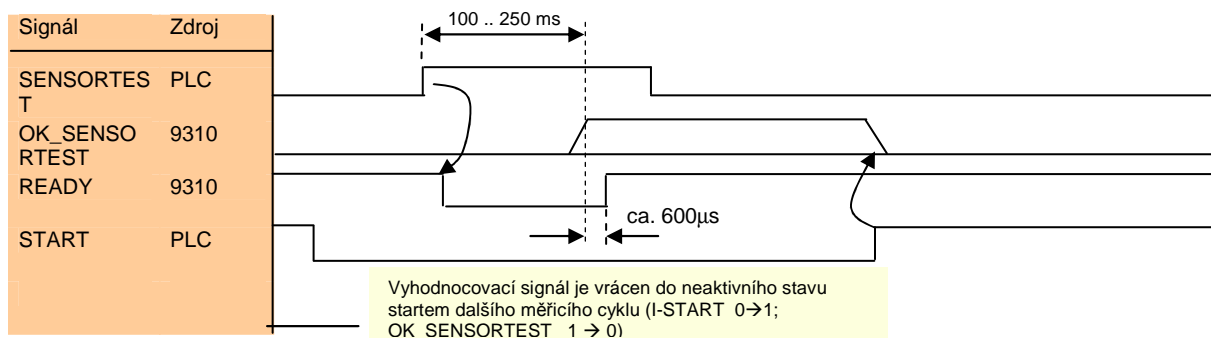 Signál Zdroj
100 .. 250 ms
SENSORTES PLC
T
OK_SENSO 9310
RTEST
READY 9310
ca. 600µs
START PLC
Vyhodnocovací signál je vrácen do neaktivního stavu
startem dalšího měřicího cyklu (I-START 0→1;
OK_SENSORTEST 1 → 0)